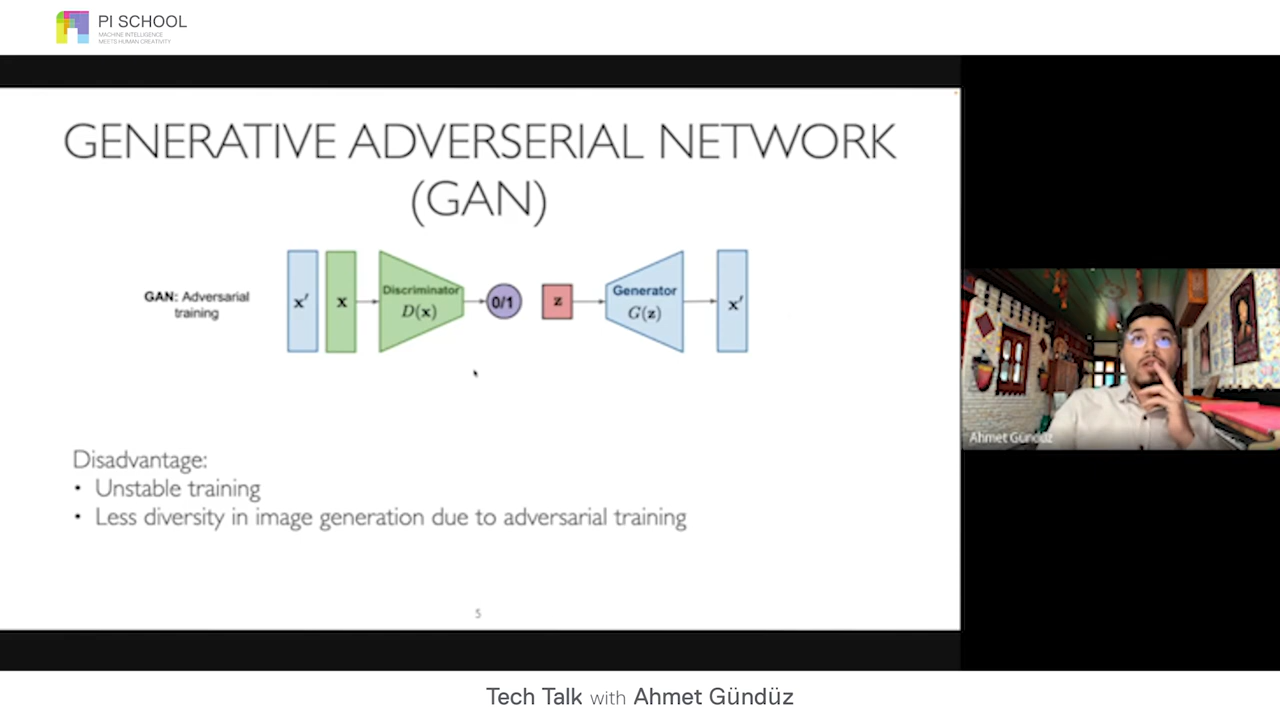 PI SCHOOL
MACHINE INTELLIGENCE
MEETS HUMAN CREATIVITY
GENERATIVE ADVERSERIAL NETWORK
(GAN)
GAN: Adversarial
training
x′
x
Discriminator
D(x)
0/1
z
Generator
G(z)
x′
Disadvantage:
• Unstable training
• Less diversity in image generation due to adversarial training
5
Ahmet Gündüz
Tech Talk with Ahmet Gündüz